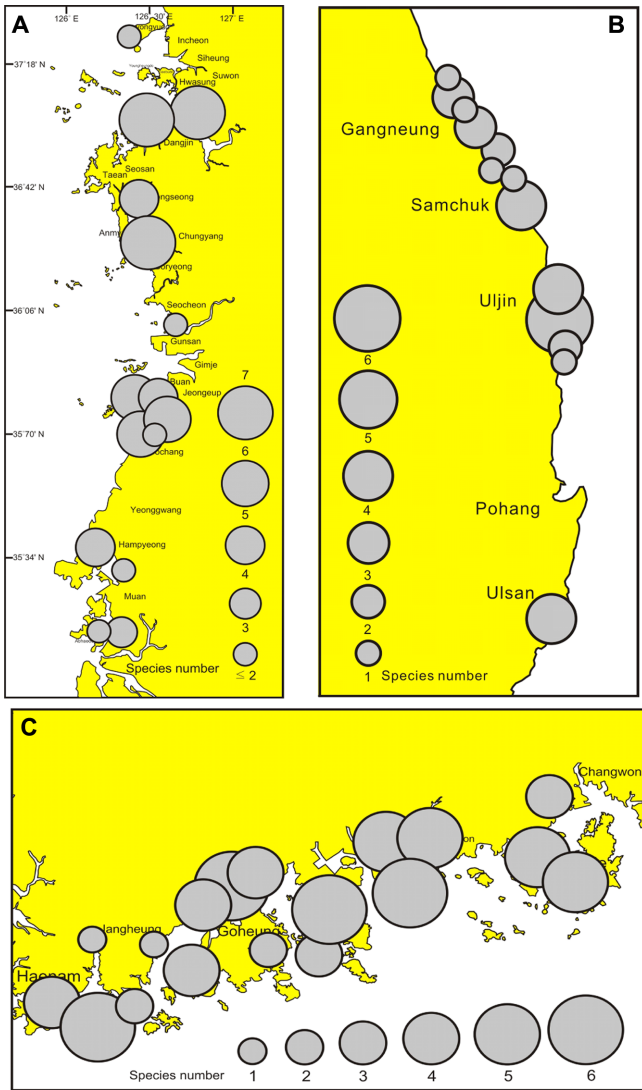 A
126˚ E
126˚ 30' E
127˚ E
Incheon
Siheung
Suwon
Hwasung
37˚18' N
Dangjin
Seosan
Taean
36˚42' N
Chungyang
36˚06' N
Seocheon
Gunsan
Gimje
Buan
Jeongeup
35˚70' N
Yeonggwang
35˚34' N
Hampyeong
Muan
7
6
5
4
3
≤ 2
Species number
B
Gangneung
Samchuk
Uljin
Pohang
Ulsan
6
5
4
3
2
1
Species number
C
Changwon
Jangheung
Goheung
Haenam
Species number
1
2
3
4
5
6